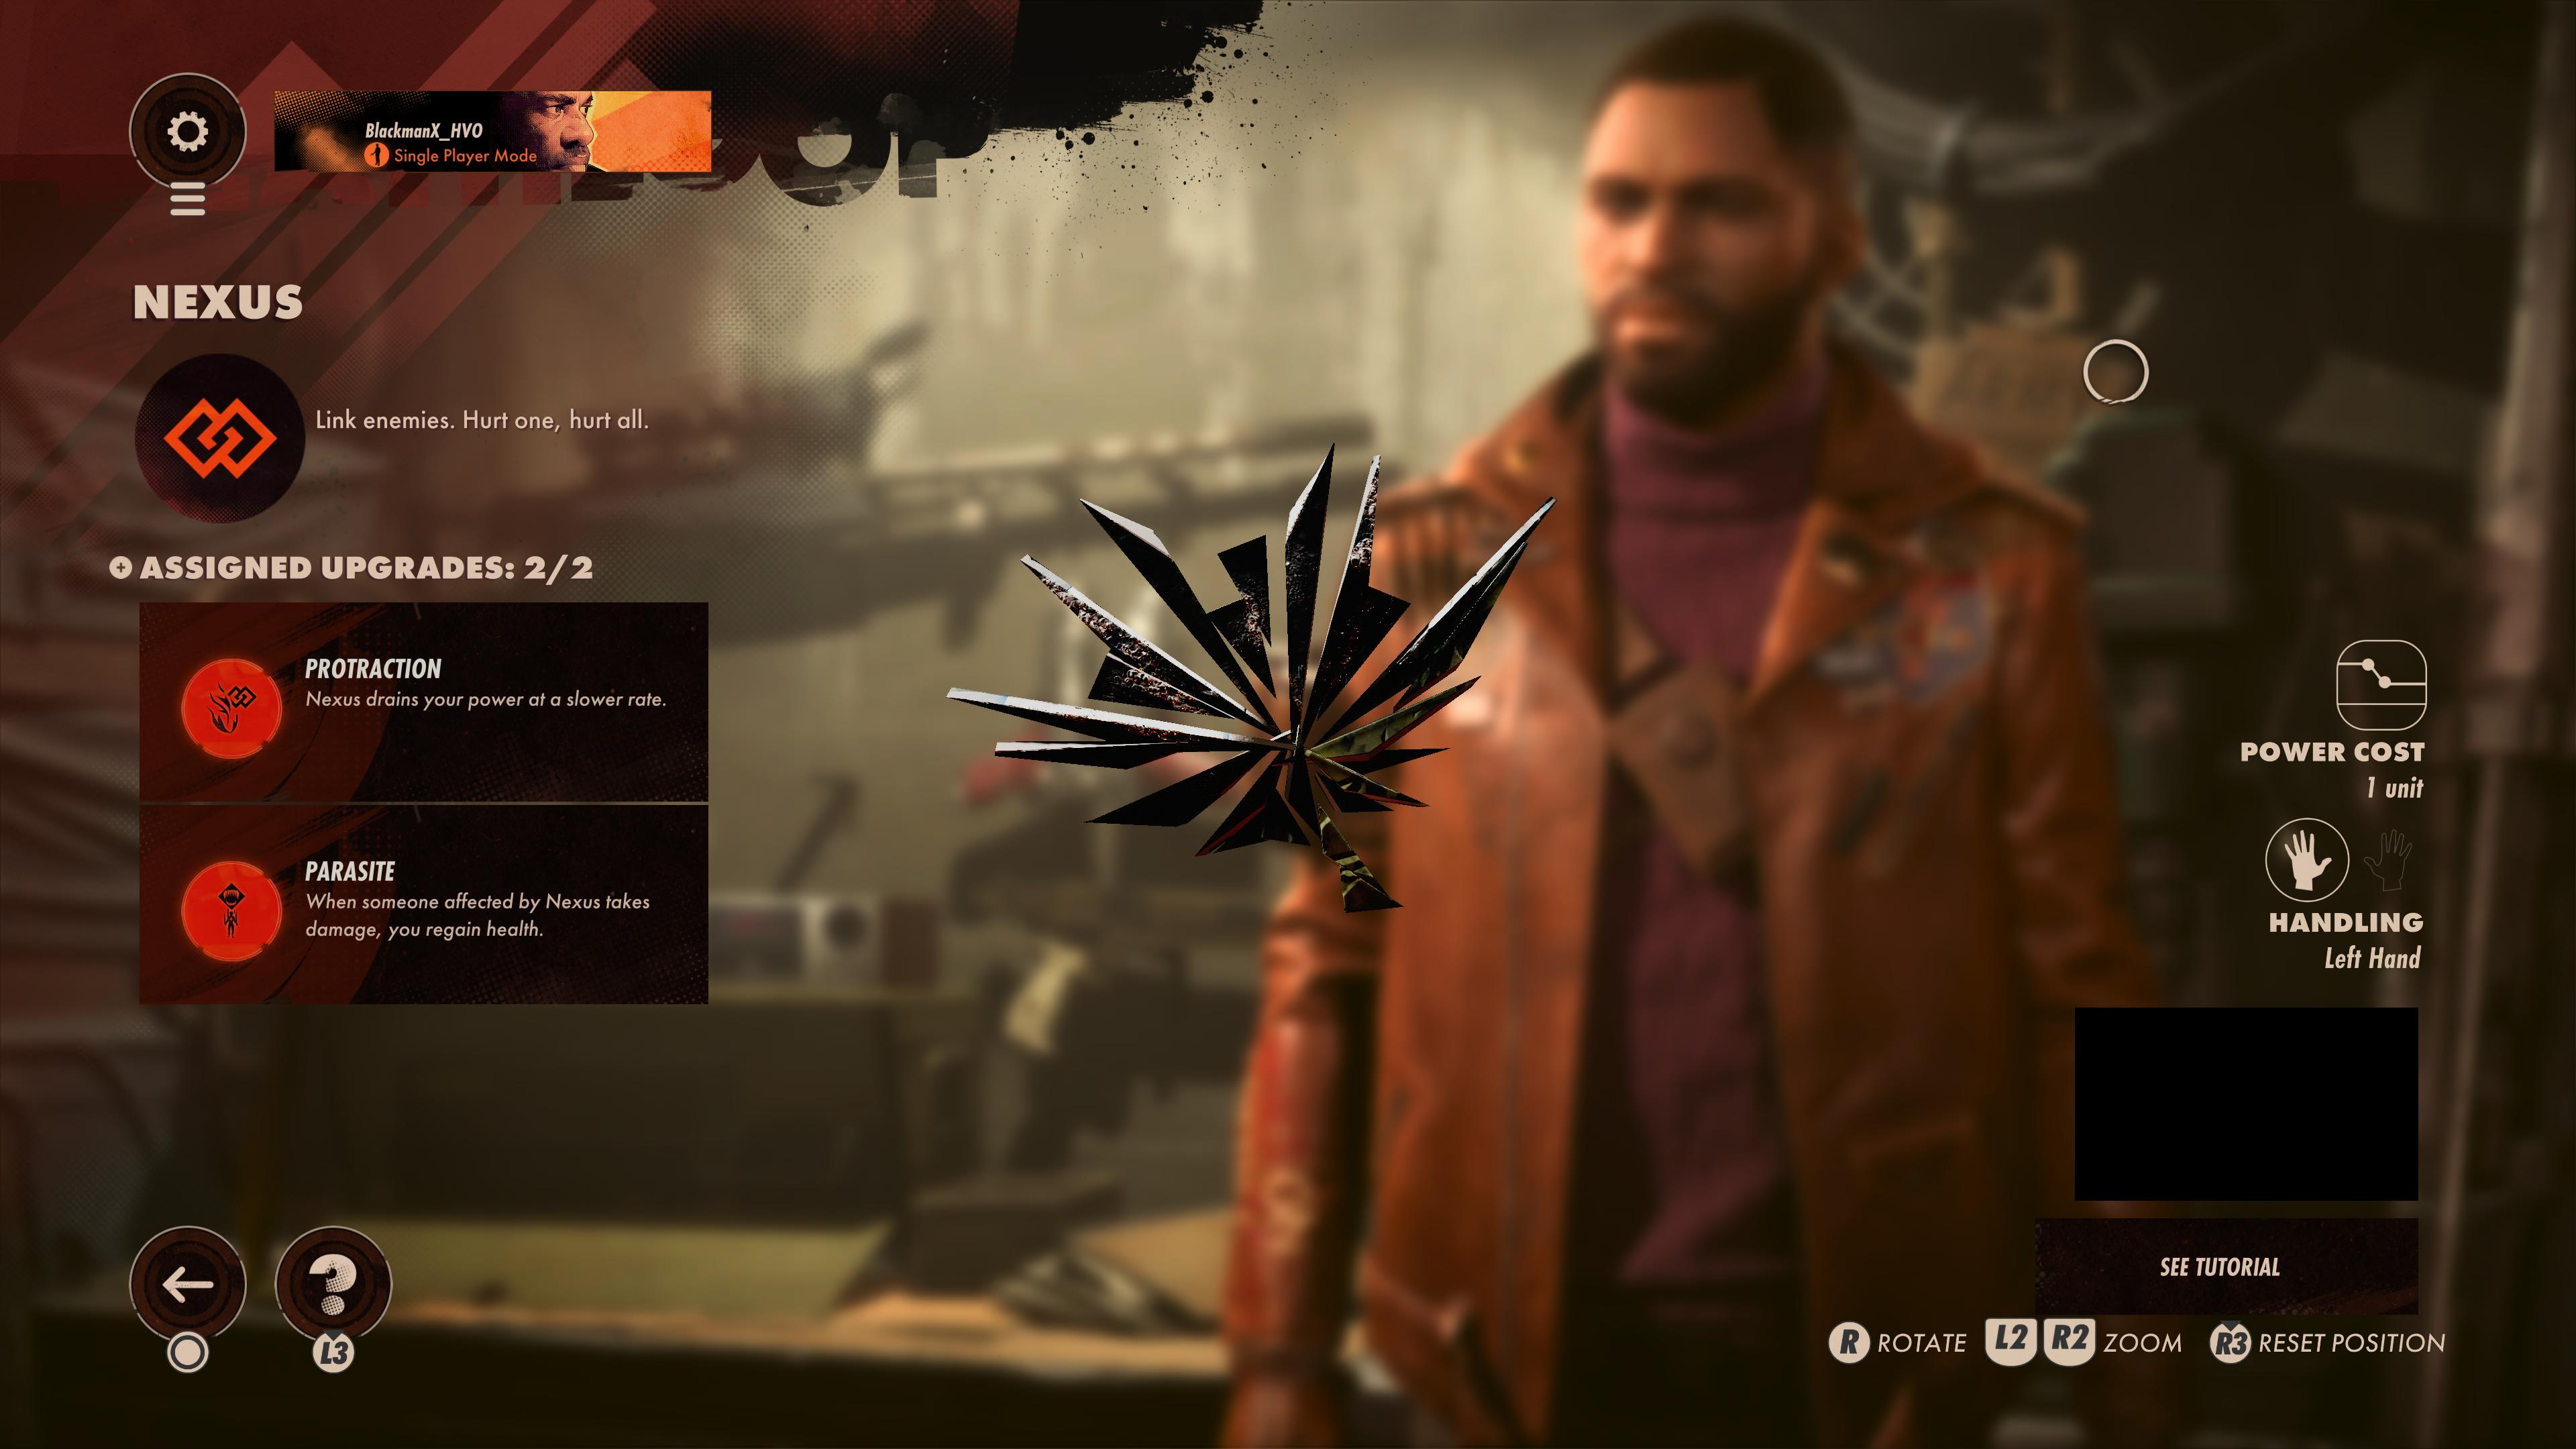 BlackmanX_HVO
Single Player Mode
NEXUS
Link enemies. Hurt one, hurt all.
ASSIGNED UPGRADES: 2/2
PROTRACTION
Nexus drains your power at a slower rate.
PARASITE
When someone affected by Nexus takes
damage, you regain health.
POWER COST
1 unit
HANDLING
Left Hand
SEE TUTORIAL
?
L3
R ROTATE L2 R2 ZOOM R3 RESET POSITION